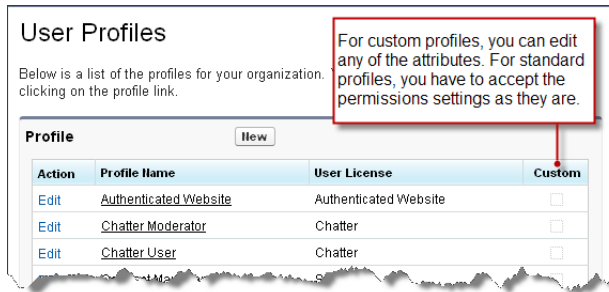 User Profiles
For custom profiles, you can edit
any of the attributes. For standard
profiles, you have to accept the
permissions settings as they are.
Below is a list of the profiles for your organization.
clicking on the profile link.
Profile New
Action Profile Name User License Custom
Edit Authenticated Website Authenticated Website
Edit Chatter Moderator Chatter
Edit Chatter User Chatter